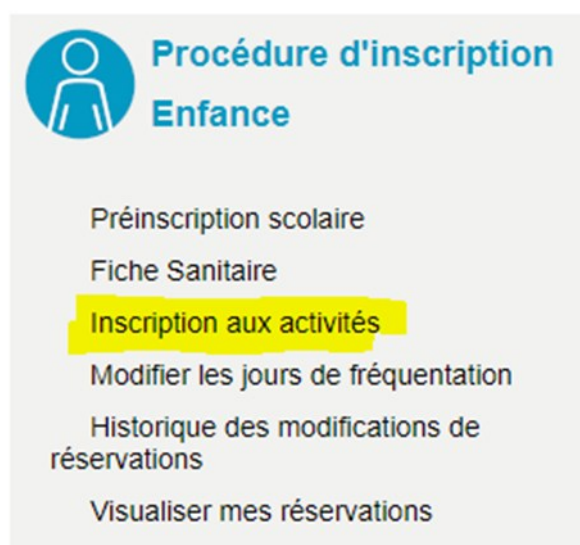 Procédure d'inscription
Enfance
Préinscription scolaire
Fiche Sanitaire
Inscription aux activités
Modifier les jours de fréquentation
Historique des modifications de
réservations
Visualiser mes réservations